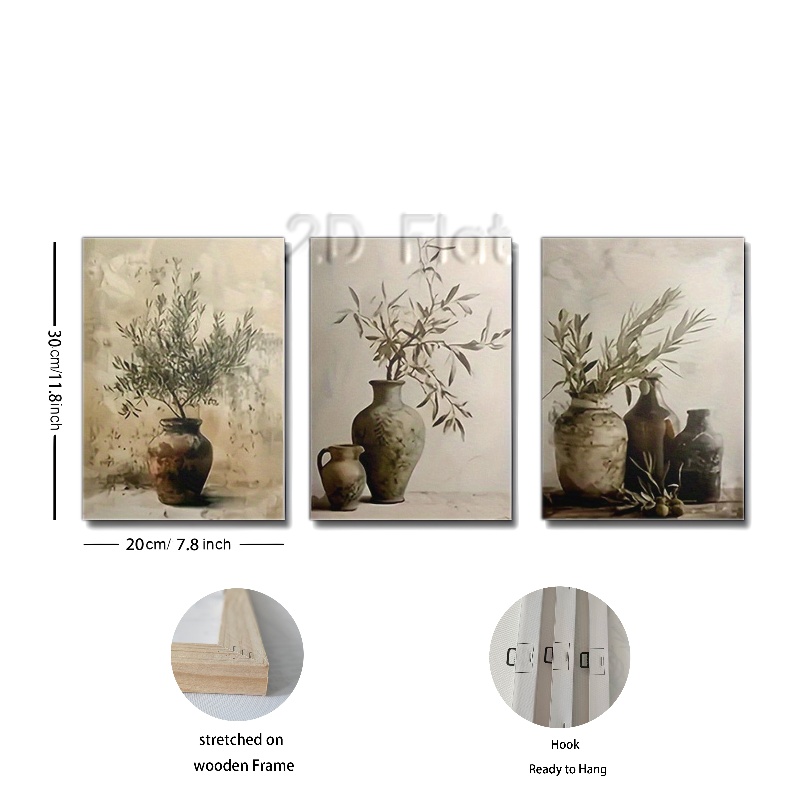 2D Flat
30cm/11.8inch
20cm/ 7.8 inch
stretched on
wooden Frame
Hook
Ready to Hang